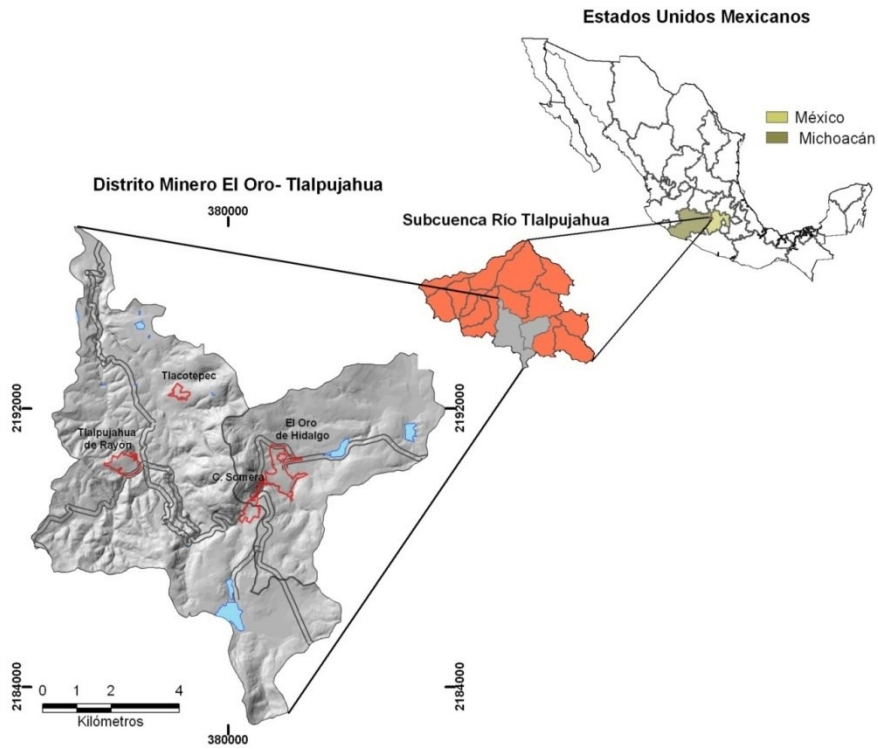 Estados Unidos Mexicanos
México
Michoacán
Distrito Minero El Oro- Tlalpujahua
380000
Subcuenca Río Tlalpujahua
Tlacotepec
2192000
2192000
El Oro
de Hidalgo
Tlalpujahua
de Rayón
C. Somera
2184000
2184000
0 1 2 4
Kilómetros
380000